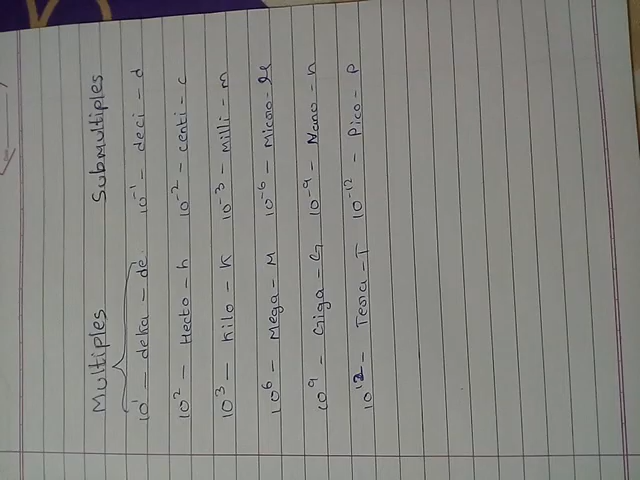 Multiples Submultiples
10¹ — deka — de 10⁻¹ — deci — d
10² — Hecto — h 10⁻² — centi — c
10³ — Kilo — K 10⁻³ — Milli — m
10⁶ — Mega — M 10⁻⁶ — Micro — μ
10⁹ — Giga — G 10⁻⁹ — Nano — n
10¹² — Tera — T 10⁻¹² — Pico — p